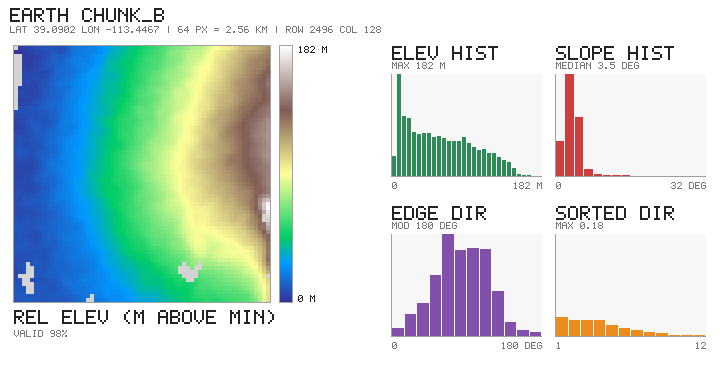 EARTH CHUNK_B
LAT 39.0902 LON -113.4467 | 64 PX = 2.56 KM | ROW 2496 COL 128
182 M
0 M
REL ELEV (M ABOVE MIN)
VALID 98%
ELEV HIST
MAX 182 M
0 182 M
SLOPE HIST
MEDIAN 3.5 DEG
0 32 DEG
EDGE DIR
MOD 180 DEG
0 180 DEG
SORTED DIR
MAX 0.18
1 12